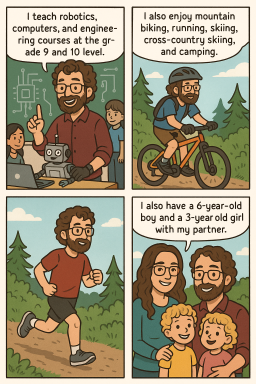 I teach robotics,
computers, and enginee-
ring courses at the gr-
ade 9 and 10 level.
I also enjoy mountain
biking, running, skiing,
cross-country skiing,
and camping.
I also have a 6-year-old
boy and a 3-year old girl
with my partner.